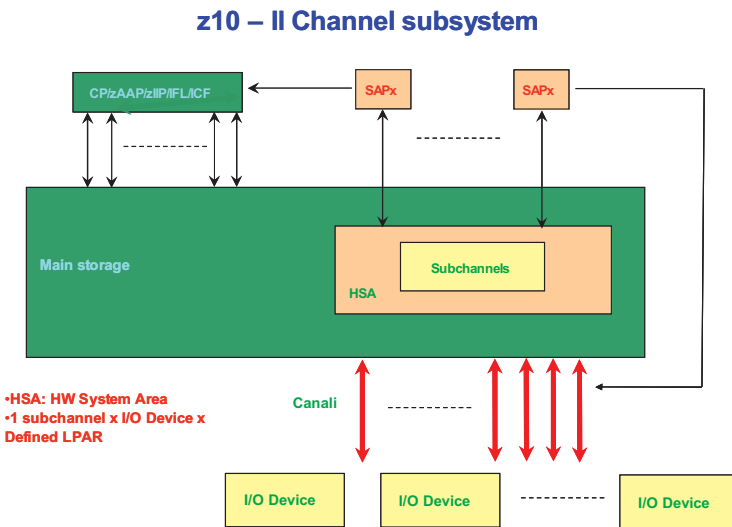 z10 – II Channel subsystem
CP/zAAP/zIIP/IFL/ICF
SAPx
SAPx
Main storage
Subchannels
HSA
•HSA: HW System Area
•1 subchannel x I/O Device x
Defined LPAR
Canali
I/O Device
I/O Device
I/O Device